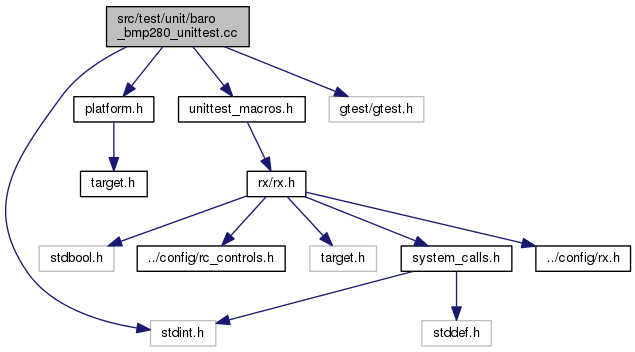 src/test/unit/baro
_bmp280_unittest.cc
platform.h
unittest_macros.h
gtest/gtest.h
target.h
rx/rx.h
stdbool.h
../config/rc_controls.h
target.h
system_calls.h
../config/rx.h
stdint.h
stddef.h